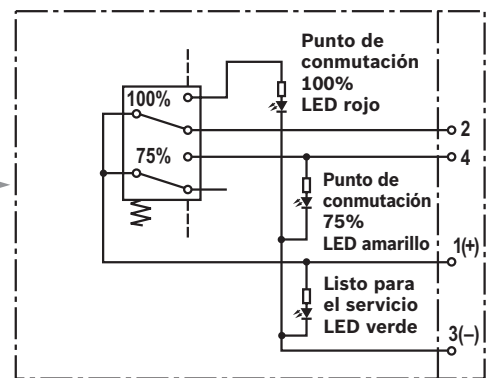 Punto de
conmutación
100%
LED rojo
100%
2
75%
4
Punto de
conmutación
75%
LED amarillo
1(+)
Listo para
el servicio
LED verde
3(–)